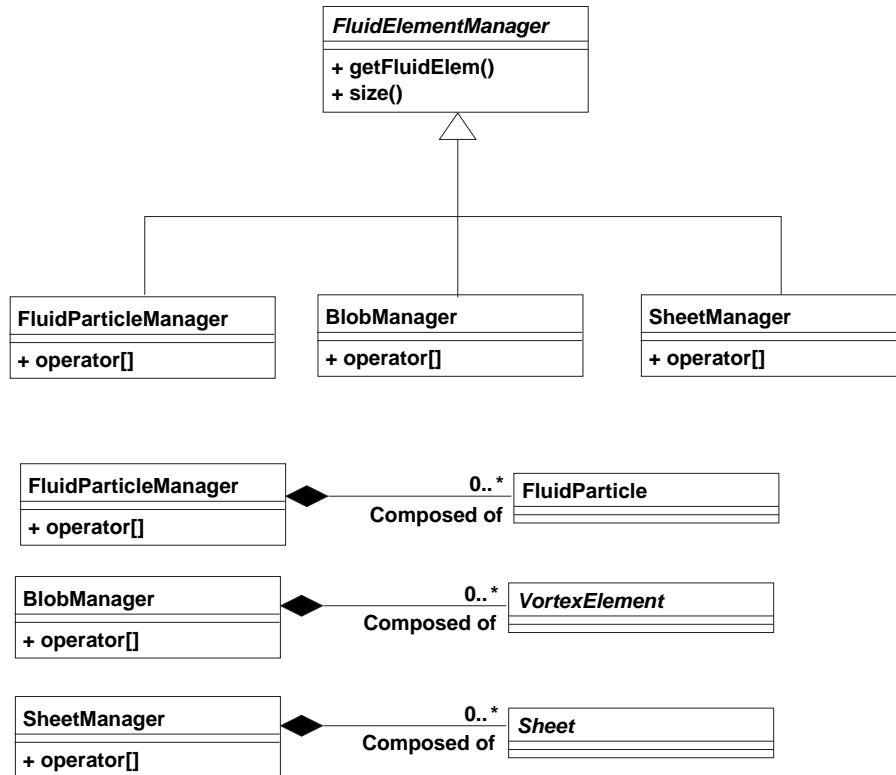 FluidElementManager
+ getFluidElem()
+ size()
FluidParticleManager
+ operator[]
BlobManager
+ operator[]
SheetManager
+ operator[]
FluidParticleManager
+ operator[]
0..*
Composed of
FluidParticle
BlobManager
+ operator[]
0..*
Composed of
VortexElement
SheetManager
+ operator[]
0..*
Composed of
Sheet